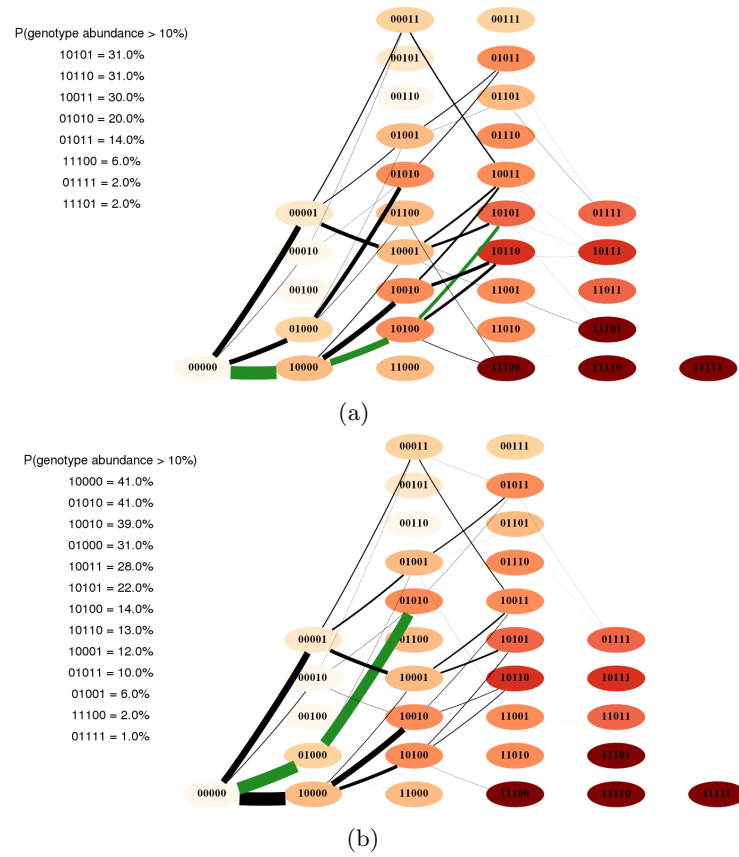 00011 00111
P(genotype abundance > 10%)
10101 = 31.0% 00101 01011
10110 = 31.0%
10011 = 30.0% 00110 01101
01010 = 20.0%
01011 = 14.0% 01001 01110
11100 = 6.0%
01111 = 2.0% 01010 10011
11101 = 2.0%
00001 01100 10101 01111
00010 10001 10110 10111
00100 10010 11001 11011
01000 10100 11010 11101
00000 10000 11000 11100 11110 11111
(a)
00011 00111
P(genotype abundance > 10%)
10000 = 41.0% 00101 01011
01010 = 41.0%
10010 = 39.0% 00110 01101
01000 = 31.0%
10011 = 28.0% 01001 01110
10101 = 22.0%
10100 = 14.0% 01010 10011
10110 = 13.0%
10001 = 12.0% 00001 01100 10101 01111
01011 = 10.0%
01001 = 6.0% 00010 10001 10110 10111
11100 = 2.0%
01111 = 1.0% 00100 10010 11001 11011
01000 10100 11010 11101
00000 10000 11000 11100 11110 11111
(b)